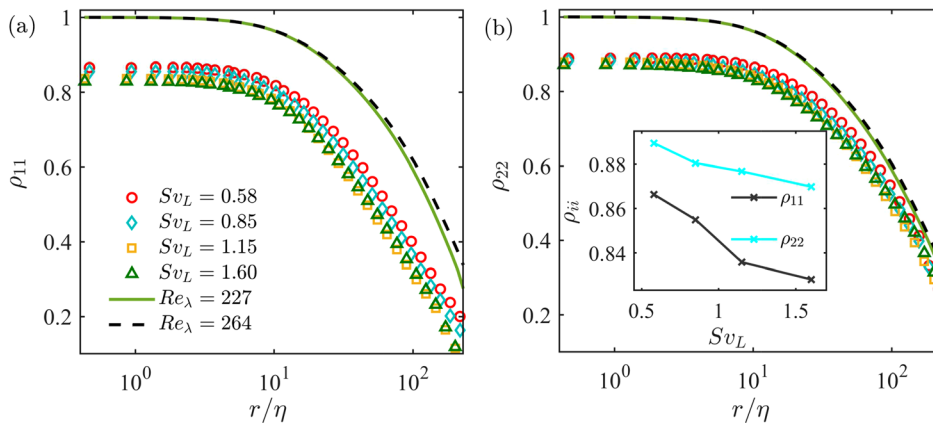 (a)
1
0.8
0.6
0.4
0.2
ρ11
Sv_L = 0.58
Sv_L = 0.85
Sv_L = 1.15
Sv_L = 1.60
Re_λ = 227
Re_λ = 264
10^0 10^1 10^2
r/η
(b)
1
0.8
0.6
0.4
0.2
ρ22
0.88
0.86
0.84
ρii
ρ11
ρ22
0.5 1 1.5
Sv_L
10^0 10^1 10^2
r/η